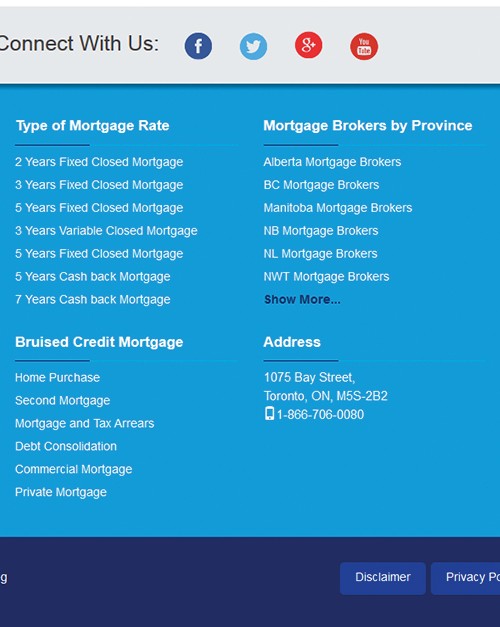 Connect With Us:
f
g+
You
Tube
Type of Mortgage Rate
2 Years Fixed Closed Mortgage
3 Years Fixed Closed Mortgage
5 Years Fixed Closed Mortgage
3 Years Variable Closed Mortgage
5 Years Fixed Closed Mortgage
5 Years Cash back Mortgage
7 Years Cash back Mortgage
Mortgage Brokers by Province
Alberta Mortgage Brokers
BC Mortgage Brokers
Manitoba Mortgage Brokers
NB Mortgage Brokers
NL Mortgage Brokers
NWT Mortgage Brokers
Show More...
Bruised Credit Mortgage
Home Purchase
Second Mortgage
Mortgage and Tax Arrears
Debt Consolidation
Commercial Mortgage
Private Mortgage
Address
1075 Bay Street,
Toronto, ON, M5S-2B2
1-866-706-0080
g
Disclaimer
Privacy Po